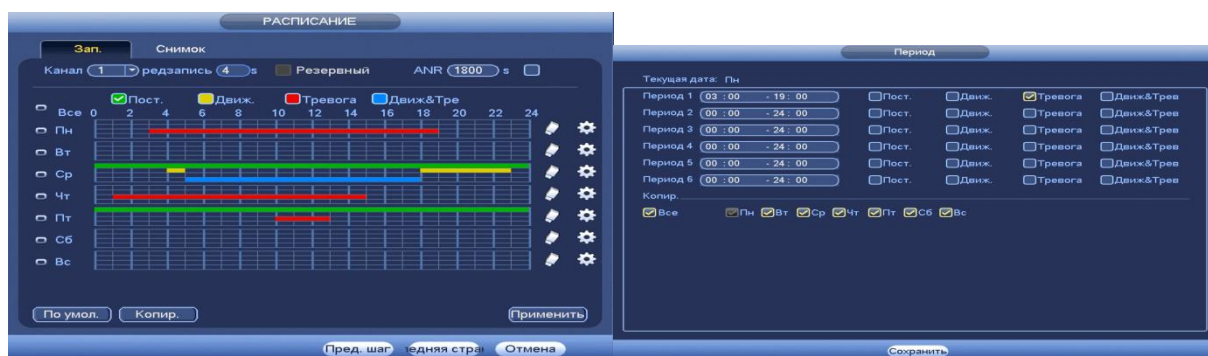 РАСПИСАНИЕ
Зап. Снимок
Канал 1 редзапись 4 s Резервный ANR 1800 s
Пост. Движ. Тревога Движ&Тре
Все 0 2 4 6 8 10 12 14 16 18 20 22 24
Пн
Вт
Ср
Чт
Пт
Сб
Вс
По умол. Копир. Применить
Пред. шаг едняя стра Отмена
Период
Текущая дата: Пн
Период 1 03 : 00 - 19 : 00 Пост. Движ. Тревога Движ&Трев
Период 2 00 : 00 - 24 : 00 Пост. Движ. Тревога Движ&Трев
Период 3 00 : 00 - 24 : 00 Пост. Движ. Тревога Движ&Трев
Период 4 00 : 00 - 24 : 00 Пост. Движ. Тревога Движ&Трев
Период 5 00 : 00 - 24 : 00 Пост. Движ. Тревога Движ&Трев
Период 6 00 : 00 - 24 : 00 Пост. Движ. Тревога Движ&Трев
Копир.
Все Пн Вт Ср Чт Пт Сб Вс
Сохранить